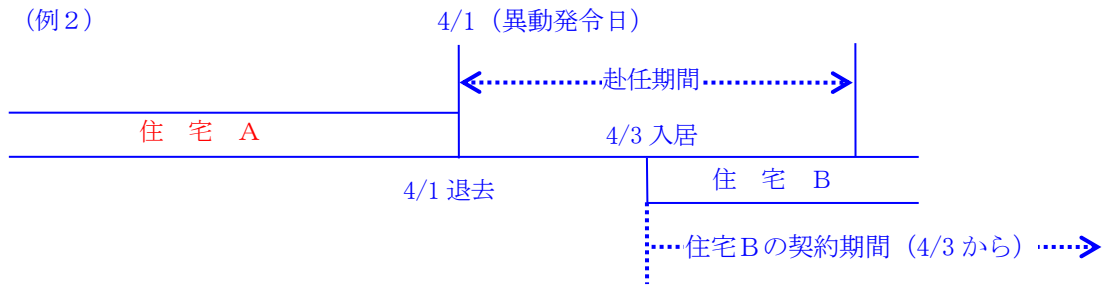 (例２)
4/1（異動発令日）
赴任期間
住　宅　Ａ
4/3 入居
4/1 退去
住　宅　Ｂ
住宅Ｂの契約期間（4/3 から）